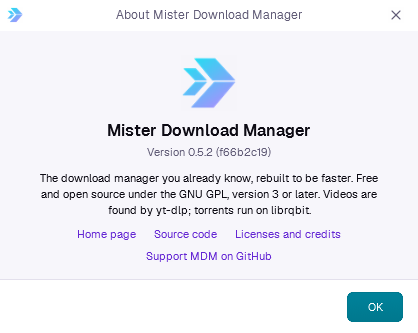 About Mister Download Manager
Mister Download Manager
Version 0.5.2 (f66b2c19)
The download manager you already know, rebuilt to be faster. Free
and open source under the GNU GPL, version 3 or later. Videos are
found by yt-dlp; torrents run on librqbit.
Home page Source code Licenses and credits
Support MDM on GitHub
OK